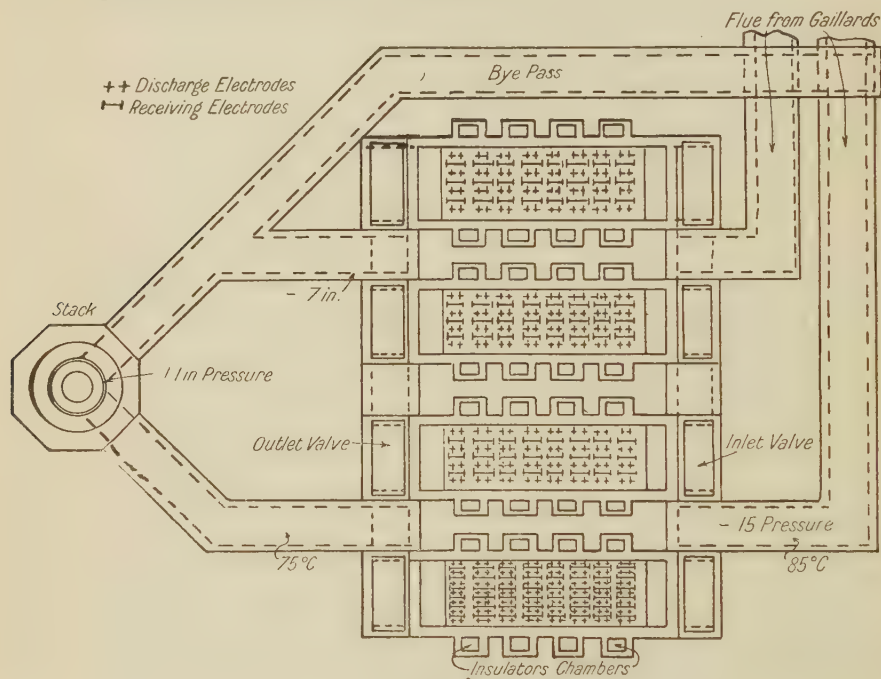 Flue from Gaillards
Bye Pass
++ Discharge Electrodes
Receiving Electrodes
- 7 in.
Stack
11 in Pressure
Outlet Valve
Inlet Valve
- 15 Pressure
75°C
85°C
Insulators Chambers